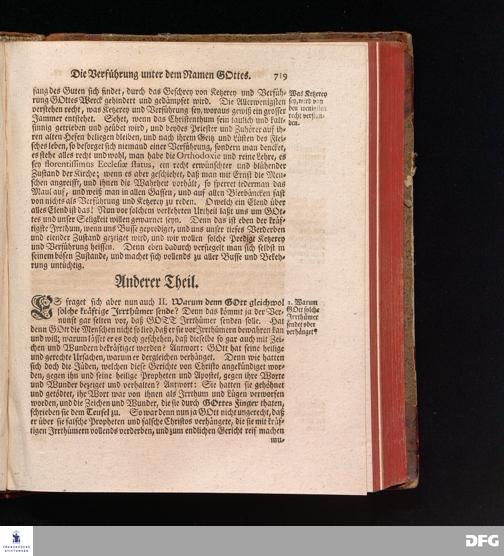 Die Verführung unter dem Namen GOttes. 719
fang des Guten sich findet, durch das Geschrey von Ketzerey und Verfüh-
rung GOttes Werck gehindert und gedämpfet wird. Die Allerwenigsten
verstehen recht, was Ketzerey und Verführung sey, woraus gewiß ein grosser
Jammer entstehet. Sehet, wenn das Christenthum fein laulich und kalt-
sinnig getrieben und geübet wird, und beydes Priester und Zuhörer auf ih-
ren alten Hefen beliegen bleiben, und nach ihrem Geitz und Lüsten des Flei-
sches leben, so besorget sich niemand einer Verführung, sondern man dencket,
es stehe alles recht und wohl, man habe die Orthodoxie und reine Lehre, es
sey florentissimus Ecclesiæ status, ein recht erwünschter und blühender
Zustand der Kirche; wenn es aber geschiehet, daß man mit Ernst die Men-
schen angreifft, und ihnen die Wahrheit vorhält, so sperret iederman das
Maul auf, und weiß man in allen Gassen, und auf allen Bierbäncken fast
von nichts als Verführung und Ketzerey zu reden. O welch ein Elend über
alles Elend ist das! Nun vor solchem verkehrten Urtheil laßt uns um GOt-
tes und unser Seligkeit willen gewarnet seyn. Denn das ist eben der kräf-
tigste Irrthum, wenn uns Busse geprediget, und uns unser tiefes Verderben
und elender Zustand gezeiget wird, und wir wollen solche Predigt Ketzerey
und Verführung heissen. Denn eben dadurch versiegelt man sich selbst in
seinem bösen Zustande, und machet sich vollends zu aller Busse und Bekeh-
rung untüchtig.
Was Ketzerey
sey, wird von
den wenigsten
recht verstan-
den.
Anderer Theil.
ES fraget sich aber nun auch II. Warum denn GOtt gleichwol
solche kräftige Irrthümer sende? Denn das kömmt ja der Ver-
nunft gar selten vor, daß GOTT Irrthümer senden solle. Hat
denn GOtt die Menschen nicht so lieb, daß er sie vor Irrthümern bewahren kan
und will; warum lässet er es doch geschehen, daß dieselbe so gar auch mit Zei-
chen und Wundern bekräftiget werden? Antwort: GOtt hat seine heilige
und gerechte Ursachen, warum er dergleichen verhänget. Denn wie hatten
sich doch die Jüden, welchen diese Gerichte von Christo angekündiget wor-
den, gegen ihn und seine heilige Propheten und Apostel, gegen ihre Worte
und Wunder bezeiget und verhalten? Antwort: Sie hatten sie gehöhnet
und getödtet, ihr Wort war von ihnen als Irrthum und Lügen verworfen
worden, und die Zeichen und Wunder, die sie durch GOttes Finger thaten,
schrieben sie dem Teufel zu. So war denn nun ja GOtt nicht ungerecht, daß
er über sie falsche Propheten und falsche Christos verhängete, die sie mit kräf-
tigen Irrthümern vollends verderben, und zum endlichen Gericht reif machen
mu-
2. Warum
GOtt solche
Irrthümer
sendet oder
verhänget?
FRANCKESCHE
STIFTUNGEN
DFG